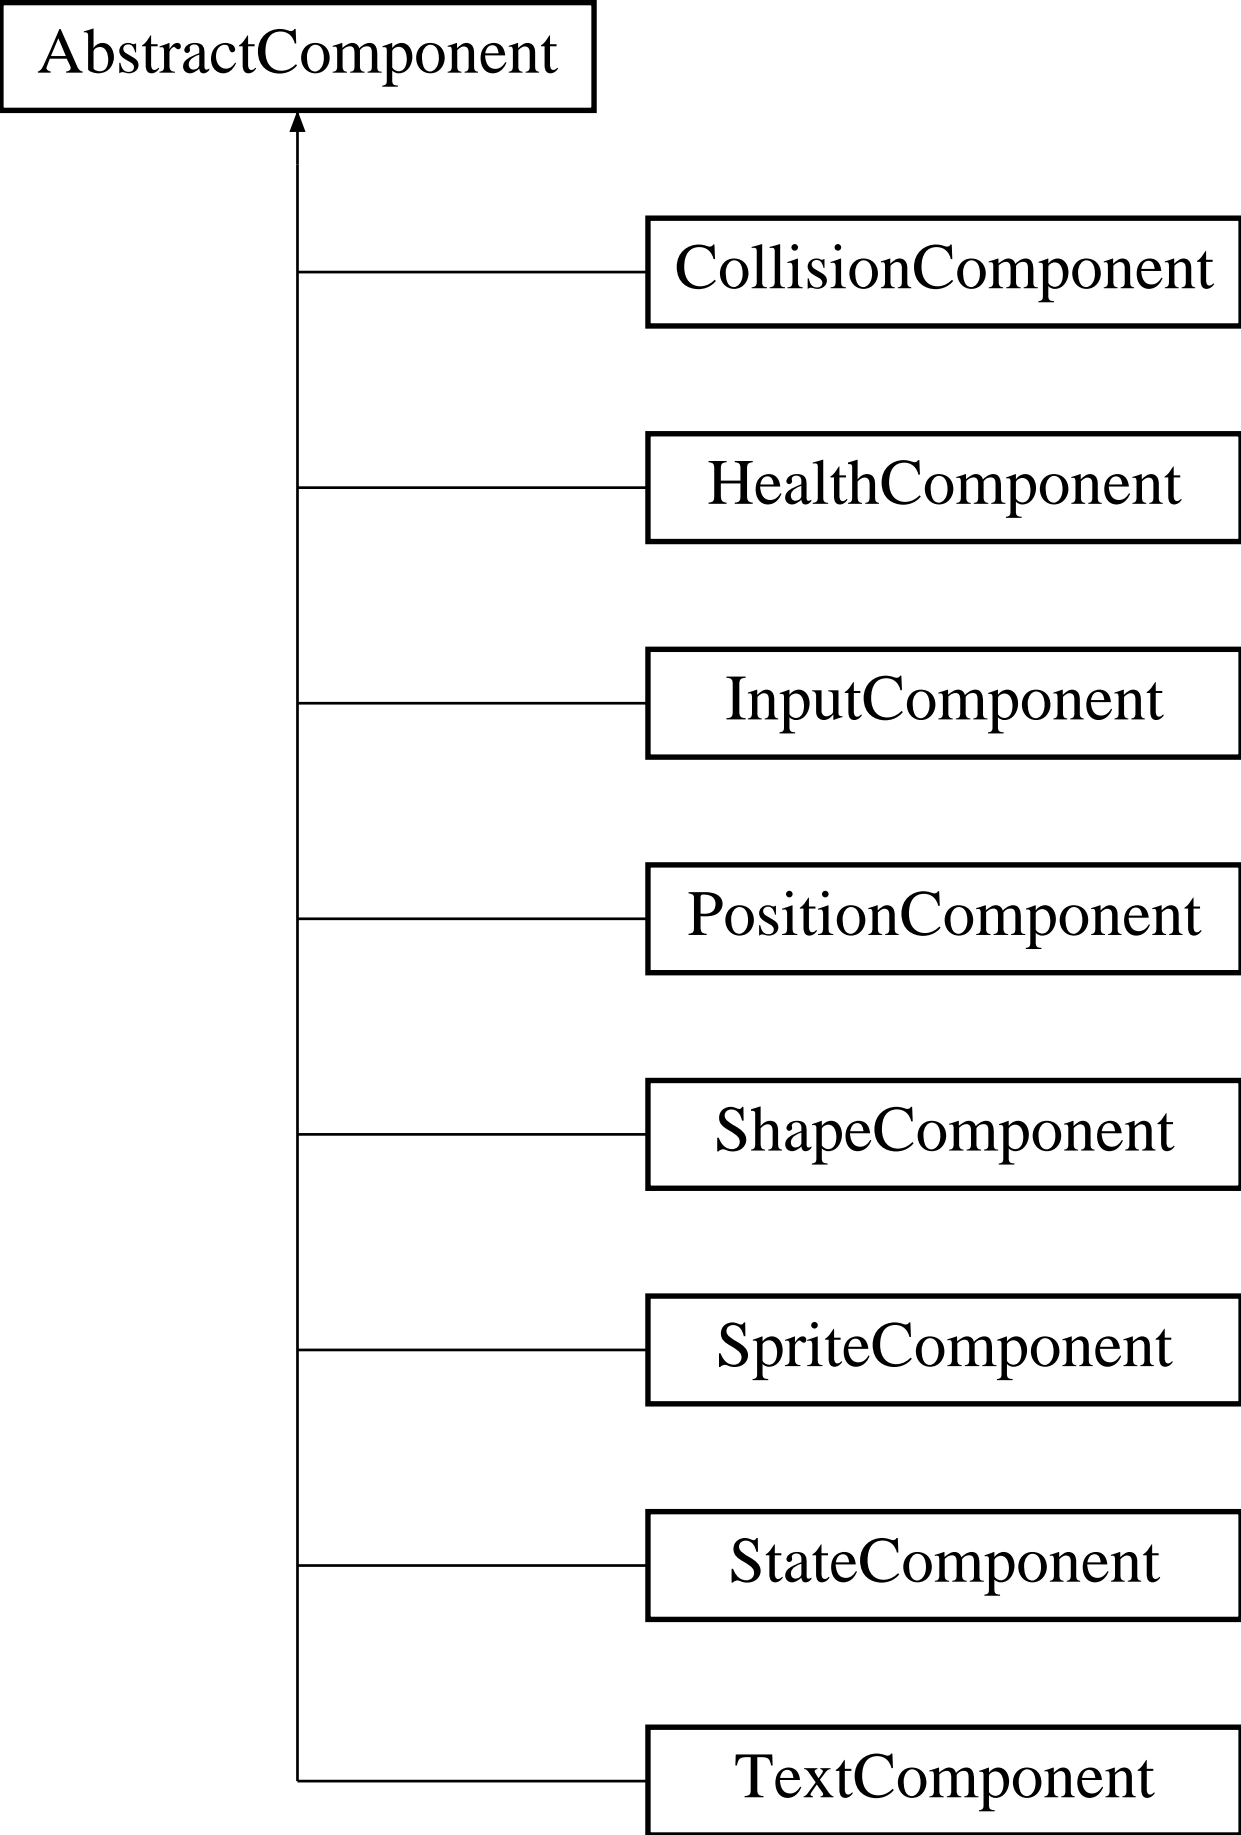 AbstractComponent
CollisionComponent
HealthComponent
InputComponent
PositionComponent
ShapeComponent
SpriteComponent
StateComponent
TextComponent